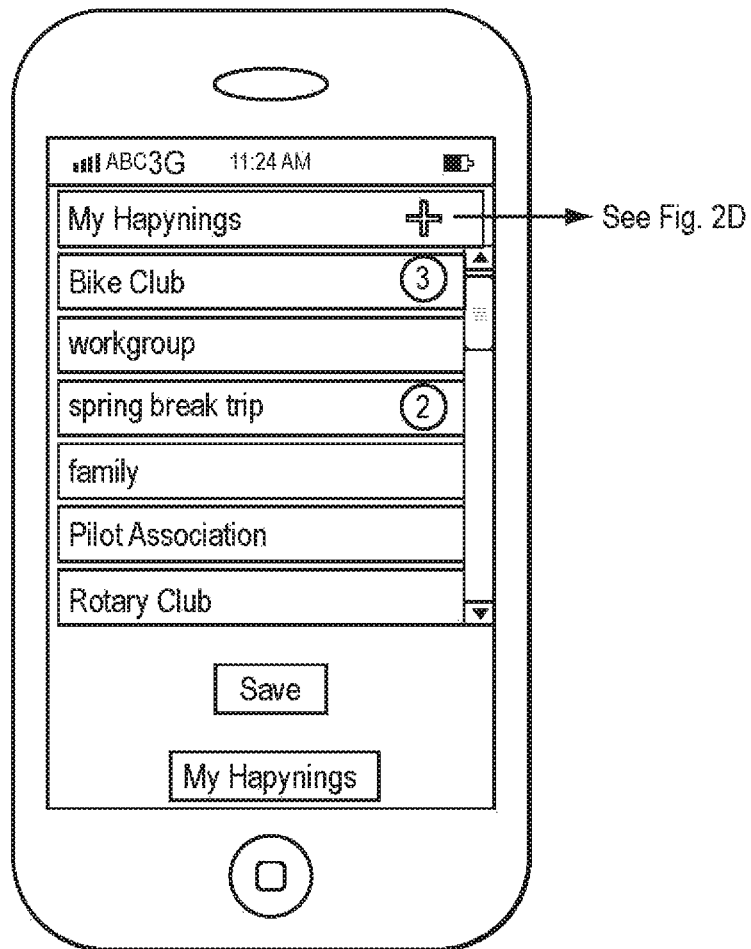 ABC3G 11:24 AM
My Hapynings
See Fig. 2D
Bike Club 3
workgroup
spring break trip 2
family
Pilot Association
Rotary Club
Save
My Hapynings